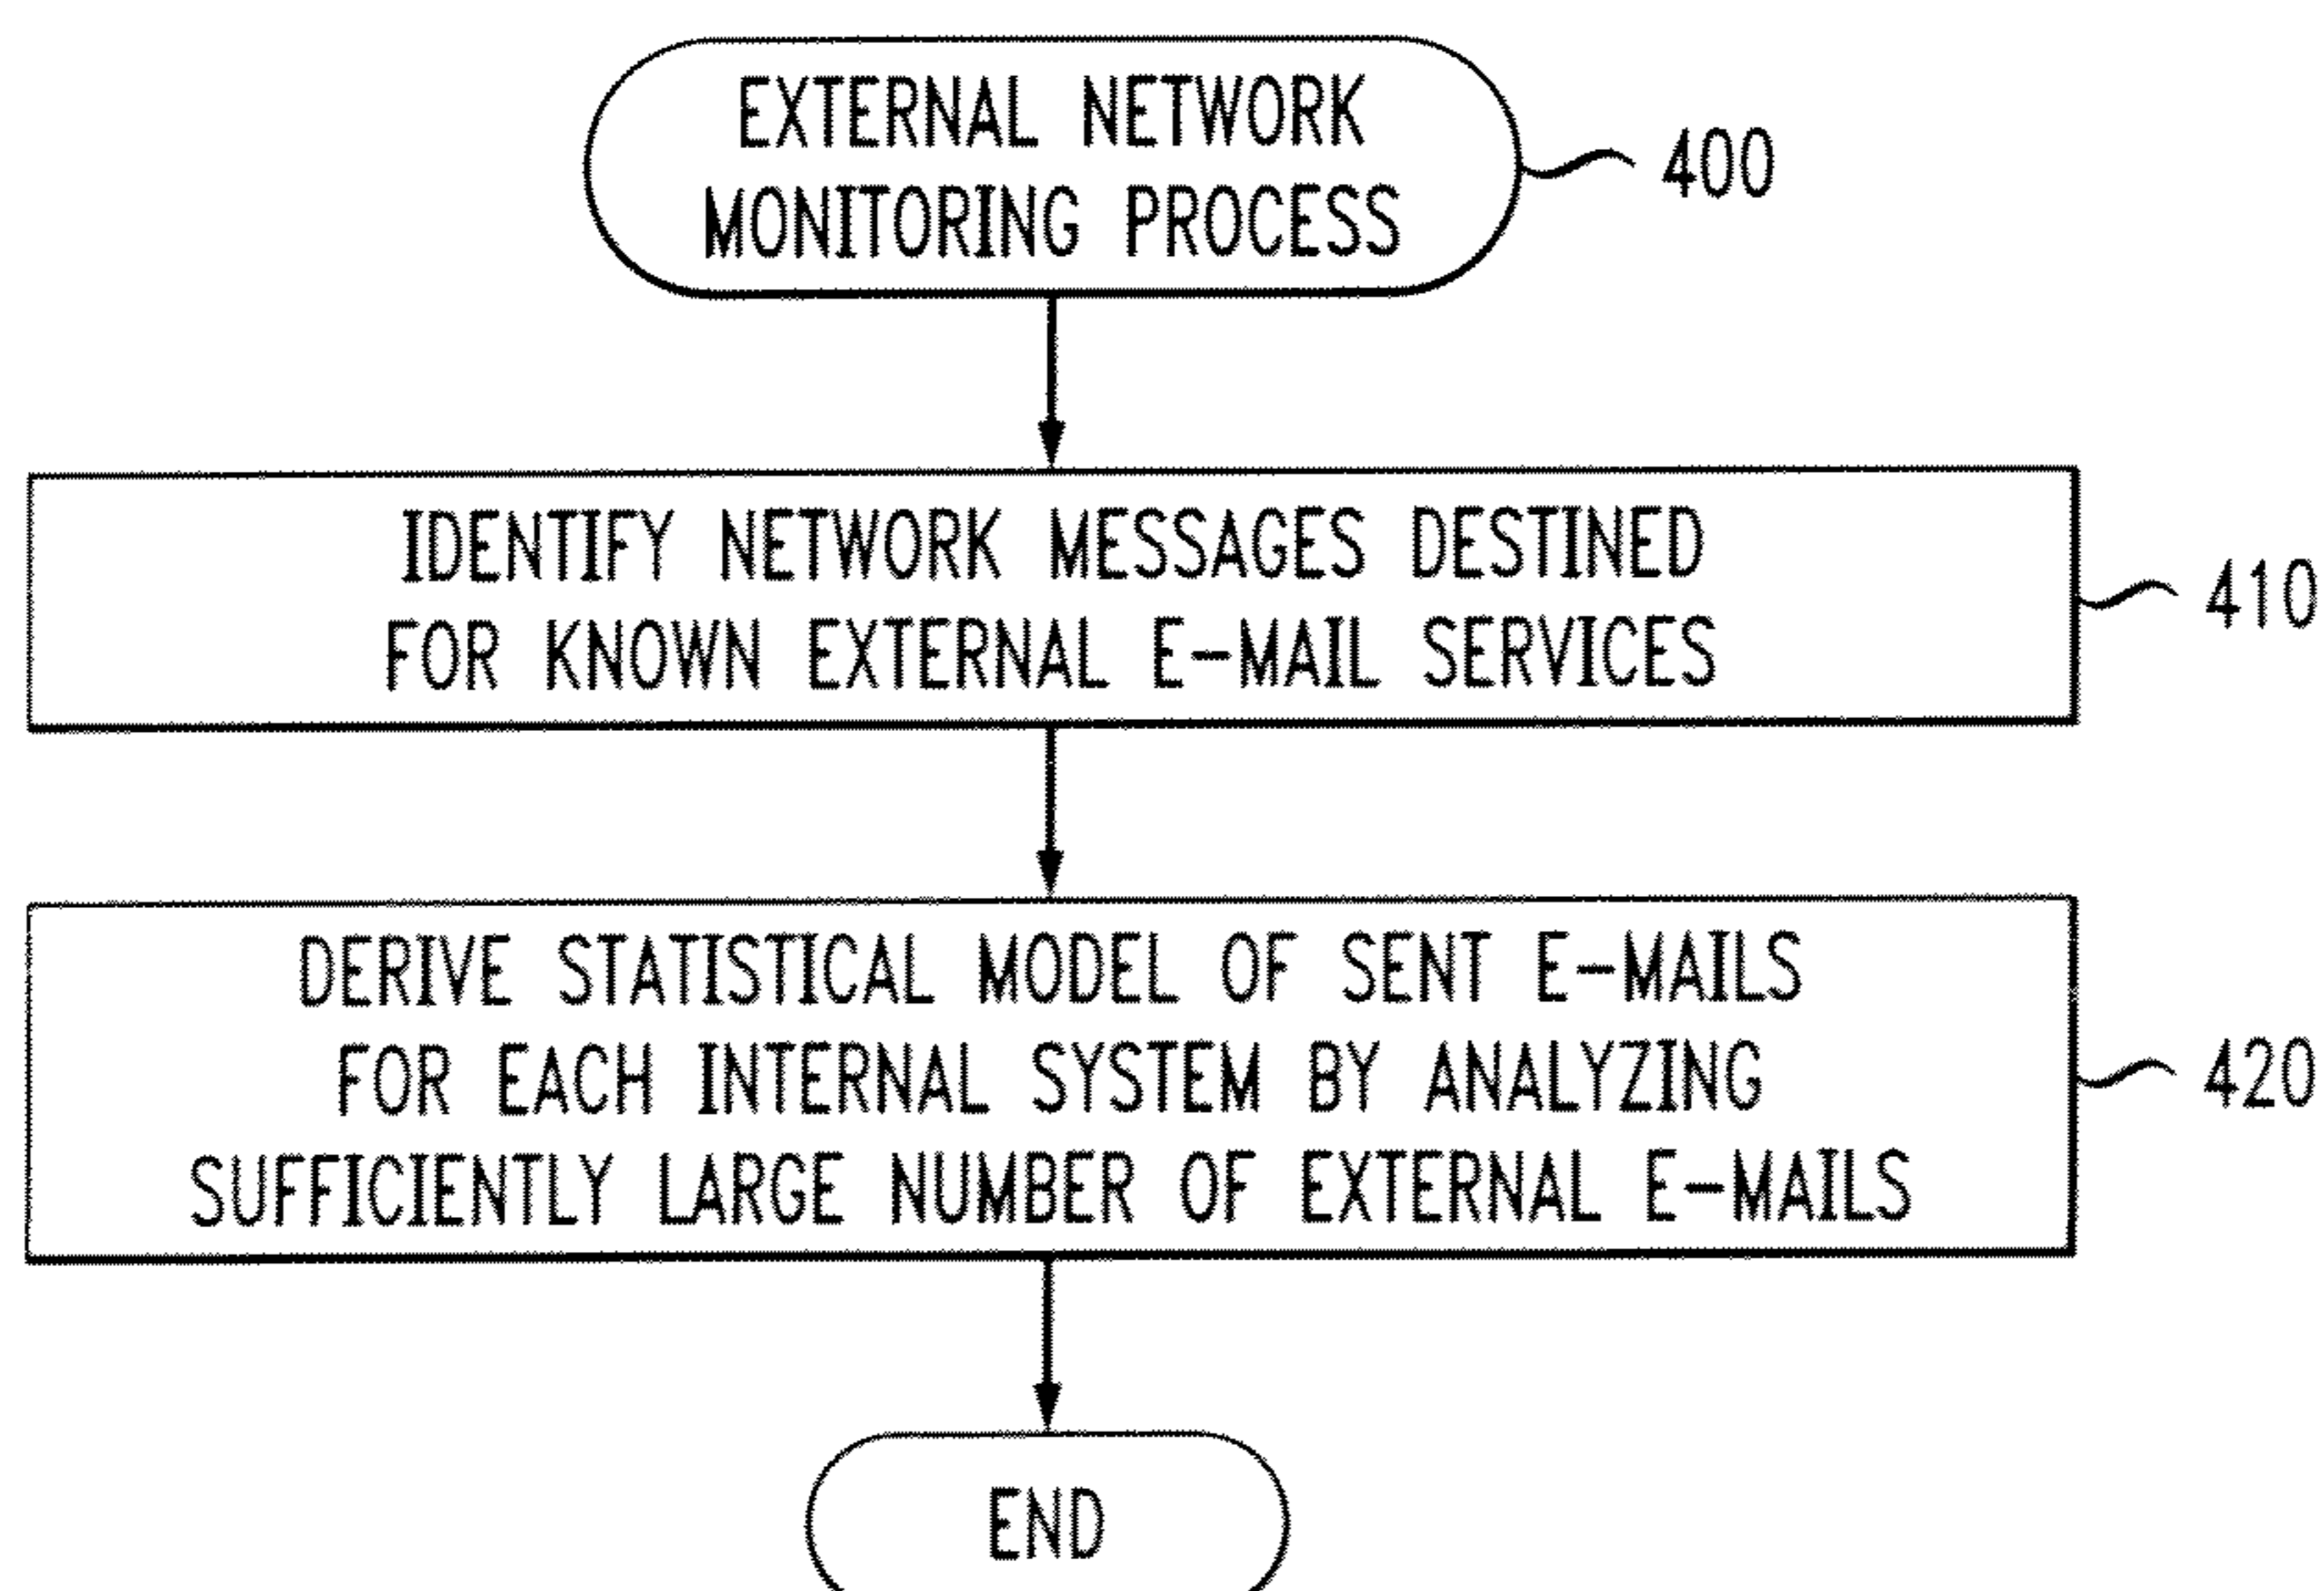 EXTERNAL NETWORK
MONITORING PROCESS
400
IDENTIFY NETWORK MESSAGES DESTINED
FOR KNOWN EXTERNAL E-MAIL SERVICES
410
DERIVE STATISTICAL MODEL OF SENT E-MAILS
FOR EACH INTERNAL SYSTEM BY ANALYZING
SUFFICIENTLY LARGE NUMBER OF EXTERNAL E-MAILS
420
END